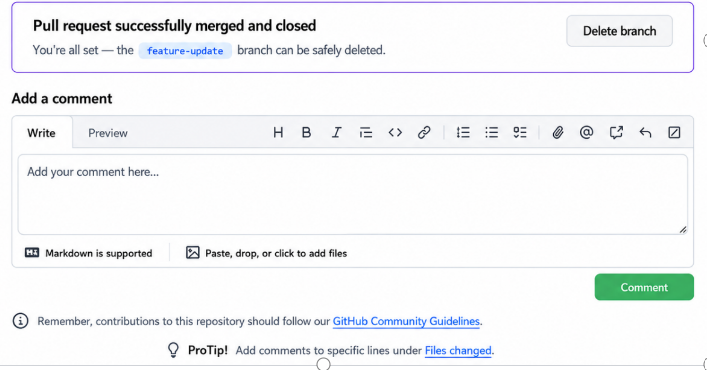 Pull request successfully merged and closed
Delete branch
You're all set — the feature-update branch can be safely deleted.
Add a comment
Write Preview H B I
Add your comment here...
Markdown is supported Paste, drop, or click to add files
Comment
Remember, contributions to this repository should follow our GitHub Community Guidelines.
ProTip! Add comments to specific lines under Files changed.